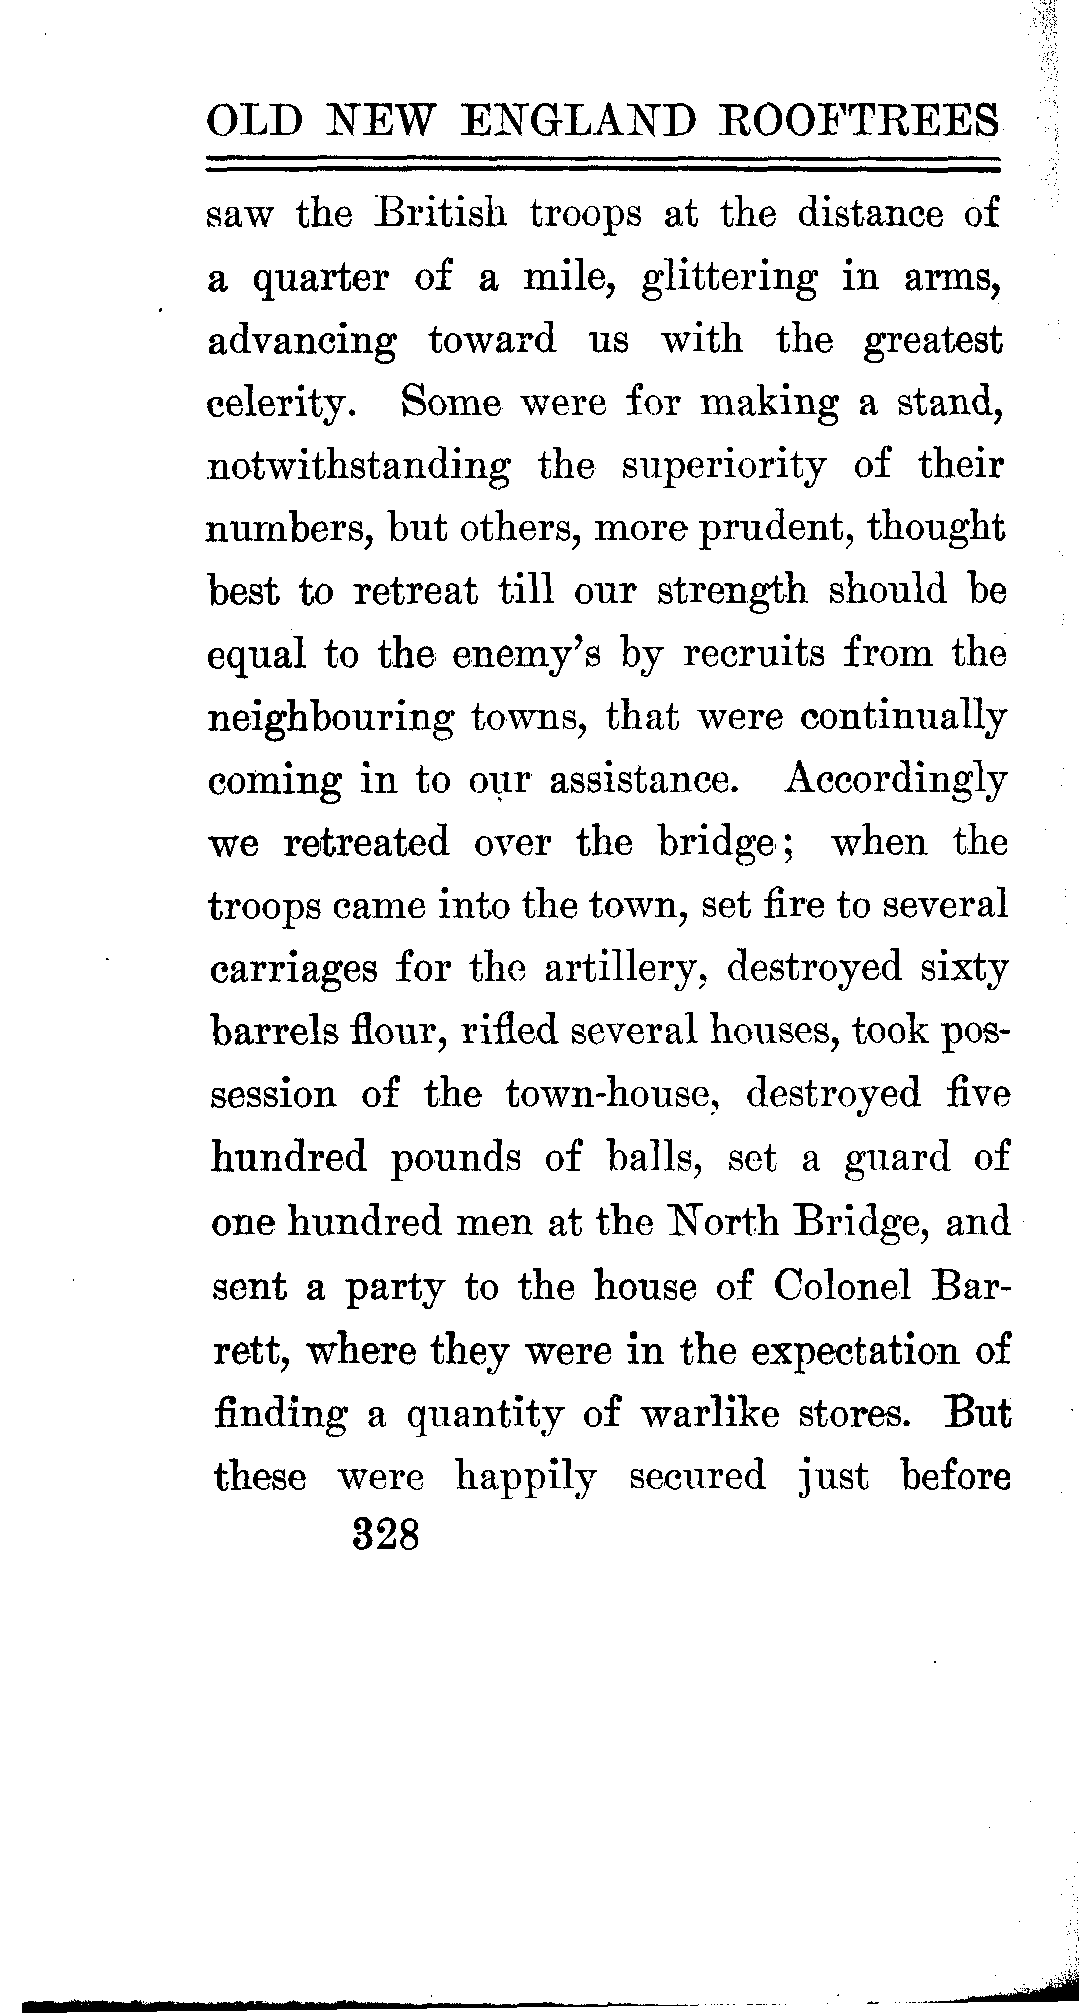 OLD NEW ENGLAND ROOFTREES
saw the British troops at the distance of
a quarter of a mile, glittering in arms,
advancing toward us with the greatest
celerity. Some were for making a stand,
notwithstanding the superiority of their
numbers, but others, more prudent, thought
best to retreat till our strength should be
equal to the enemy's by recruits from the
neighbouring towns, that were continually
coming in to our assistance. Accordingly
we retreated over the bridge; when the
troops came into the town, set fire to several
carriages for the artillery, destroyed sixty
barrels flour, rifled several houses, took pos-
session of the town-house, destroyed five
hundred pounds of balls, set a guard of
one hundred men at the North Bridge, and
sent a party to the house of Colonel Bar-
rett, where they were in the expectation of
finding a quantity of warlike stores. But
these were happily secured just before
328